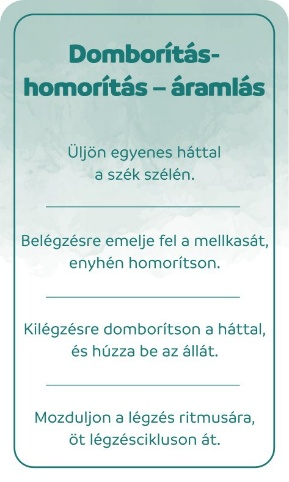 Domborítás-
homorítás – áramlás
Üljön egyenes háttal
a szék szélén.
Belégzésre emelje fel a mellkasát,
enyhén homorítson.
Kilégzésre domborítson a háttal,
és húzza be az állát.
Mozduljon a légzés ritmusára,
öt légzéscikluson át.